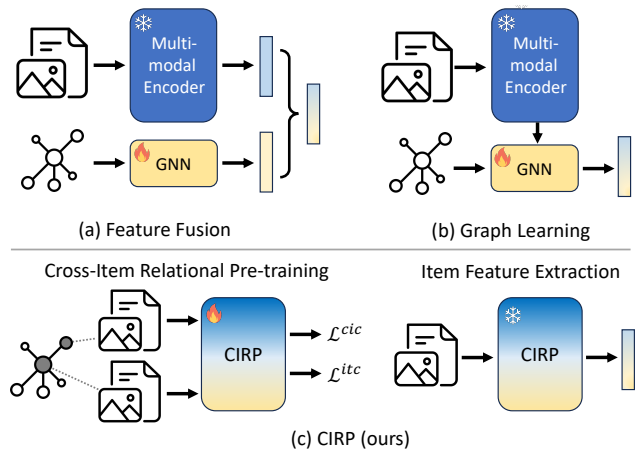 Multi-
modal
Encoder
GNN
(a) Feature Fusion
Multi-
modal
Encoder
GNN
(b) Graph Learning
Cross-Item Relational Pre-training
CIRP
ℒ^{cic}
ℒ^{itc}
Item Feature Extraction
CIRP
(c) CIRP (ours)